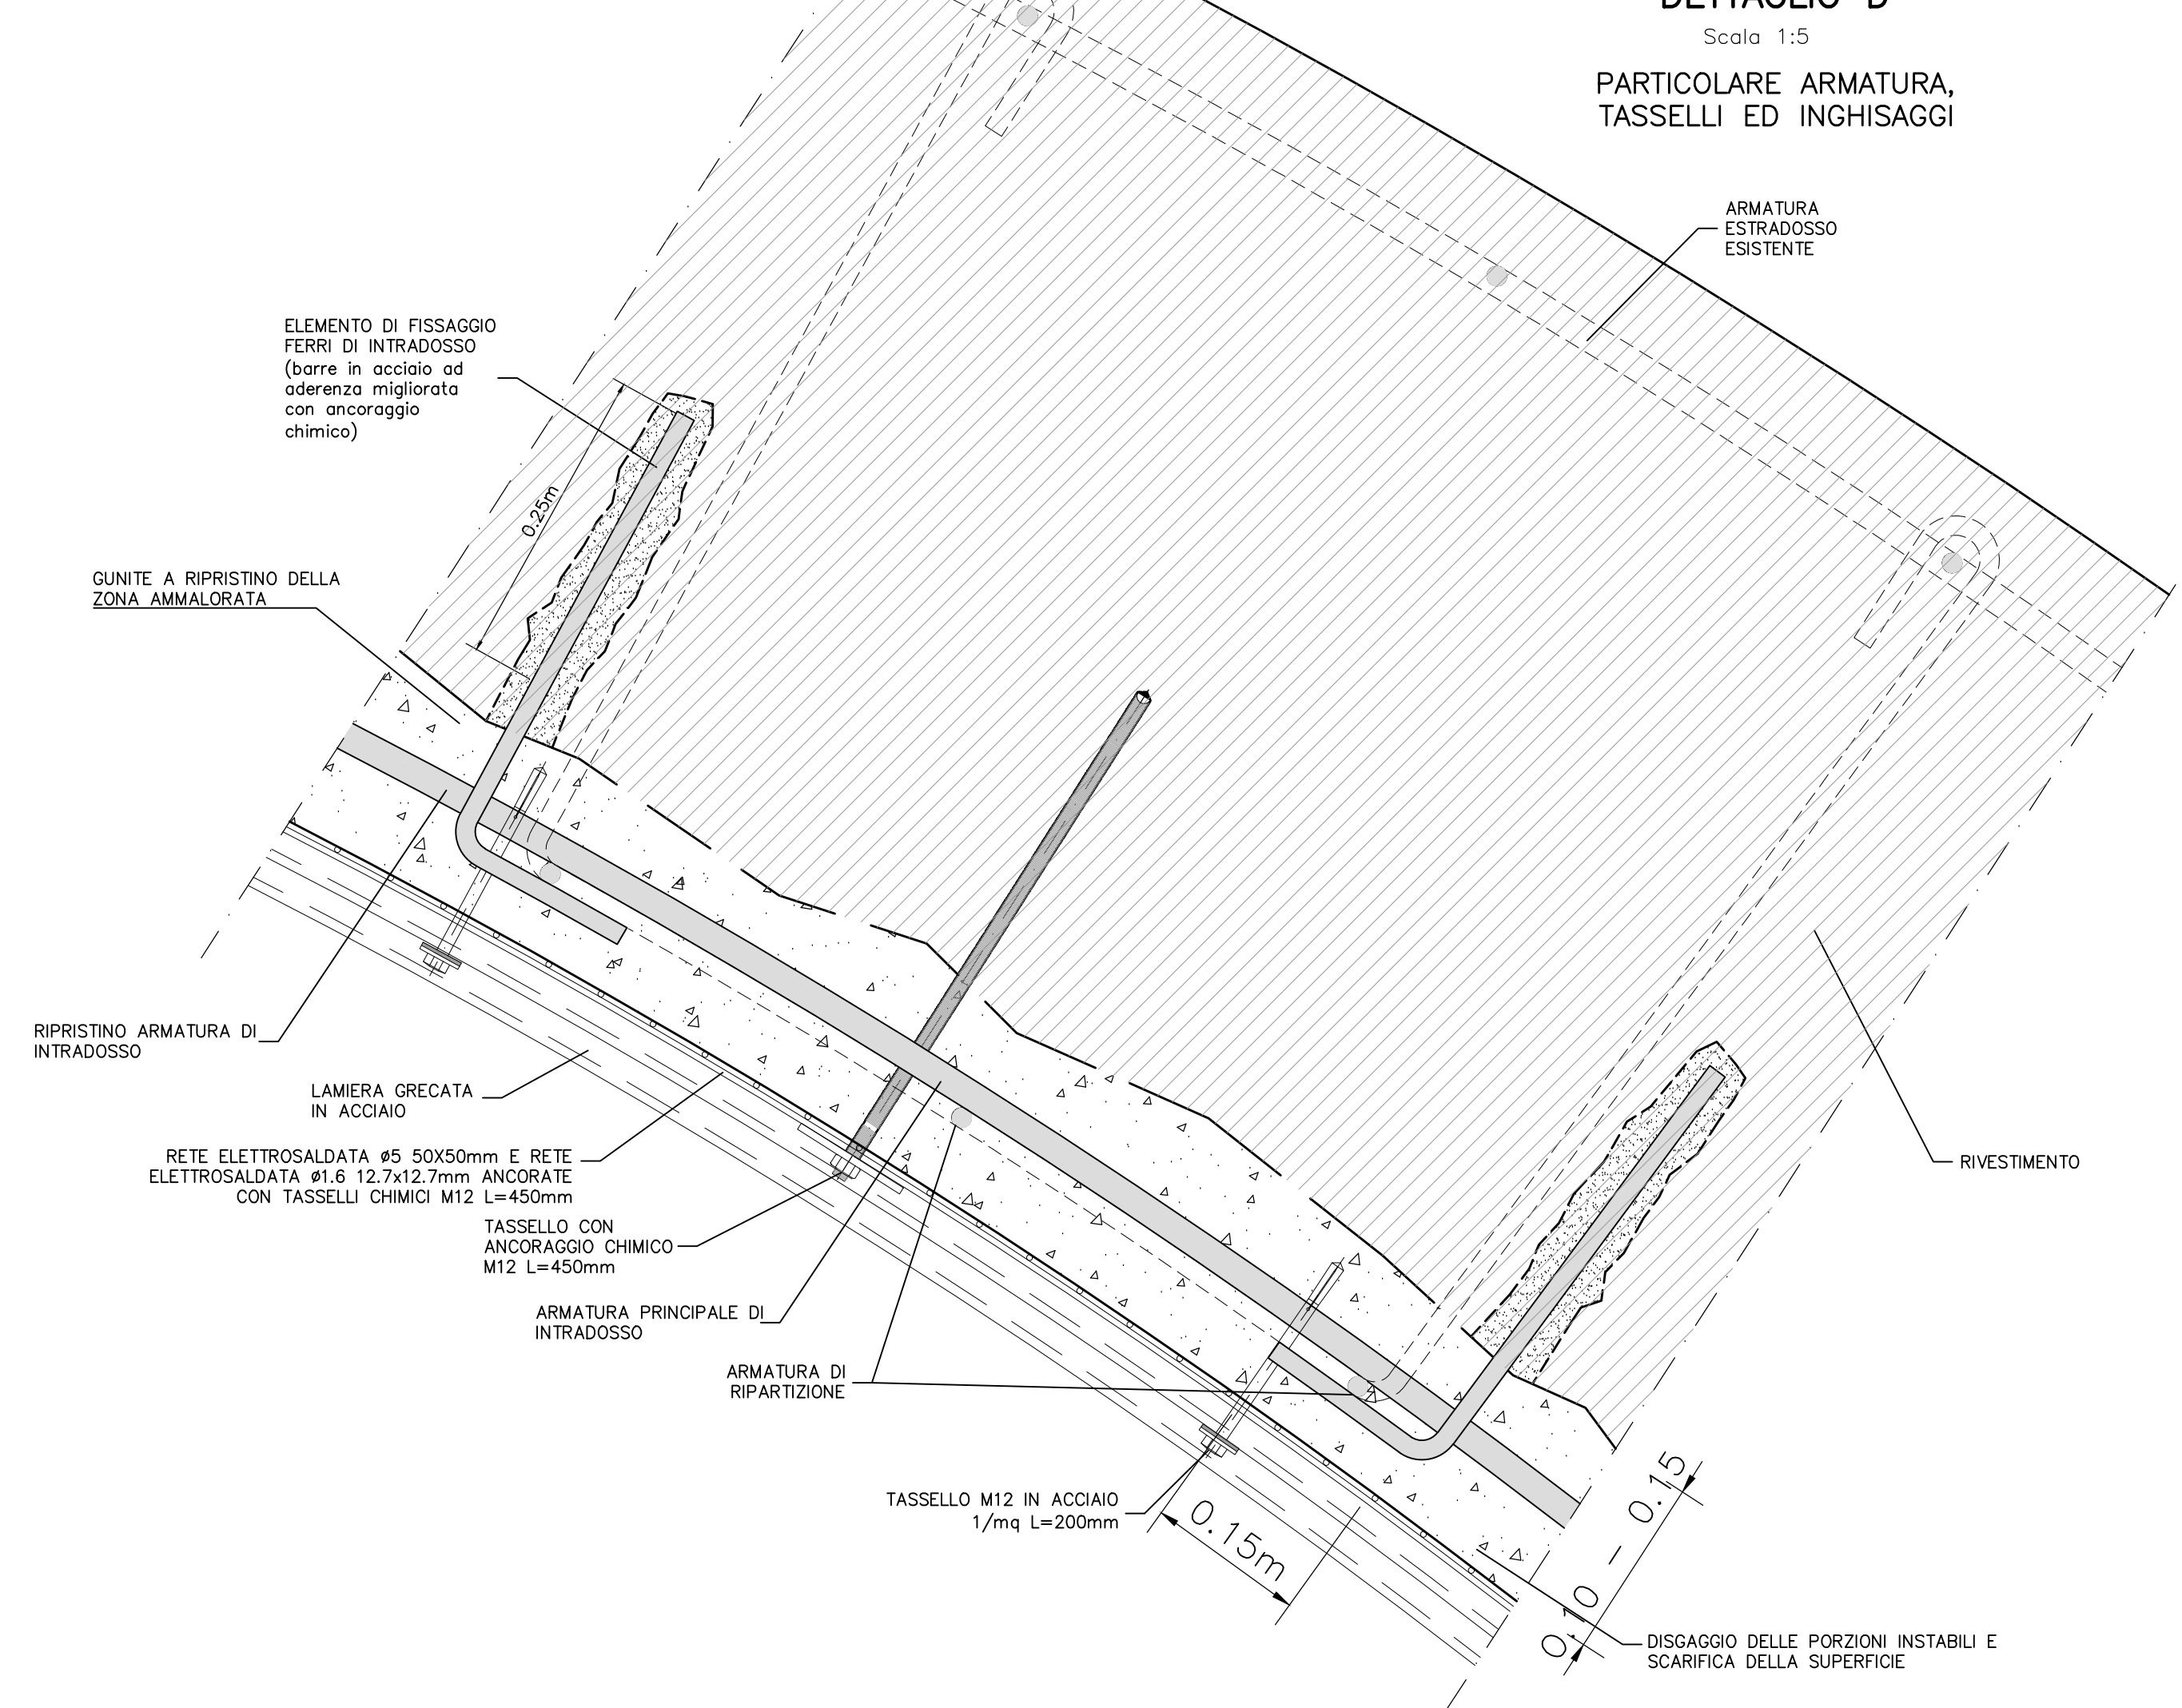 DETTAGLIO D
Scala 1:5
PARTICOLARE ARMATURA,
TASSELLI ED INGHISAGGI
ARMATURA
ESTRADOSSO
ESISTENTE
ELEMENTO DI FISSAGGIO
FERRI DI INTRADOSSO
(barre in acciaio ad
aderenza migliorata
con ancoraggio
chimico)
0.25m
GUNITE A RIPRISTINO DELLA
ZONA AMMALORATA
RIPRISTINO ARMATURA DI
INTRADOSSO
LAMIERA GRECATA
IN ACCIAIO
RETE ELETTROSALDATA ø5 50X50mm E RETE
ELETTROSALDATA ø1.6 12.7x12.7mm ANCORATE
CON TASSELLI CHIMICI M12 L=450mm
TASSELLO CON
ANCORAGGIO CHIMICO
M12 L=450mm
ARMATURA PRINCIPALE DI
INTRADOSSO
ARMATURA DI
RIPARTIZIONE
RIVESTIMENTO
TASSELLO M12 IN ACCIAIO
1/mq L=200mm
0.15m
0.10 - 0.15
DISGAGGIO DELLE PORZIONI INSTABILI E
SCARIFICA DELLA SUPERFICIE